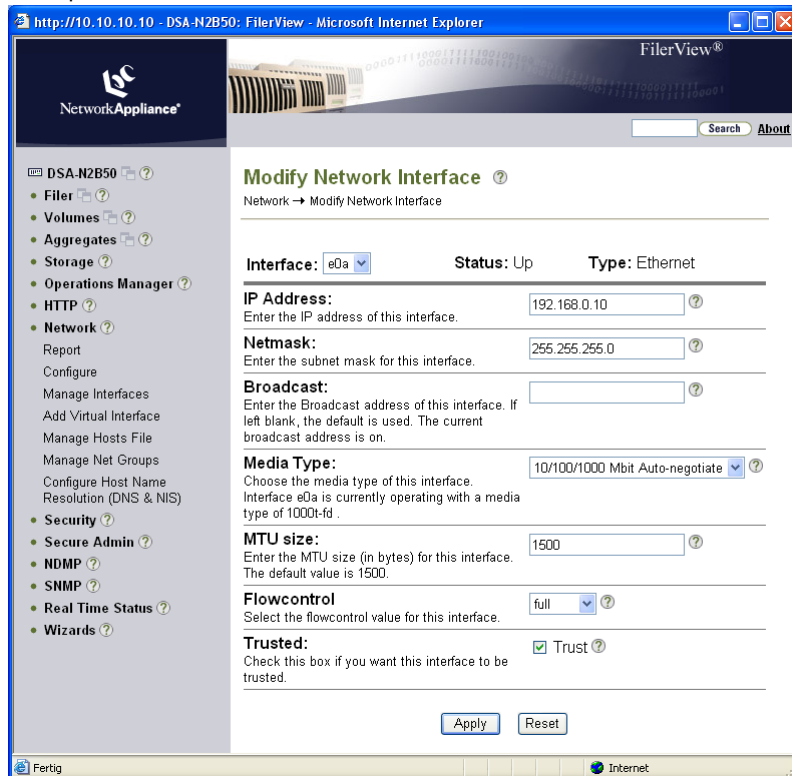 http://10.10.10.10 - DSA-N2B50: FilerView - Microsoft Internet Explorer
FilerView®
NetworkAppliance®
Search About
DSA-N2B50
Filer
Volumes
Aggregates
Storage
Operations Manager
HTTP
Network
Report
Configure
Manage Interfaces
Add Virtual Interface
Manage Hosts File
Manage Net Groups
Configure Host Name
Resolution (DNS & NIS)
Security
Secure Admin
NDMP
SNMP
Real Time Status
Wizards
Modify Network Interface
Network → Modify Network Interface
Interface: e0a Status: Up Type: Ethernet
IP Address: 192.168.0.10
Enter the IP address of this interface.
Netmask: 255.255.255.0
Enter the subnet mask for this interface.
Broadcast:
Enter the Broadcast address of this interface. If
left blank, the default is used. The current
broadcast address is on.
Media Type: 10/100/1000 Mbit Auto-negotiate
Choose the media type of this interface.
Interface e0a is currently operating with a media
type of 1000t-fd .
MTU size: 1500
Enter the MTU size (in bytes) for this interface.
The default value is 1500.
Flowcontrol full
Select the flowcontrol value for this interface.
Trusted: Trust
Check this box if you want this interface to be
trusted.
Apply Reset
Fertig Internet